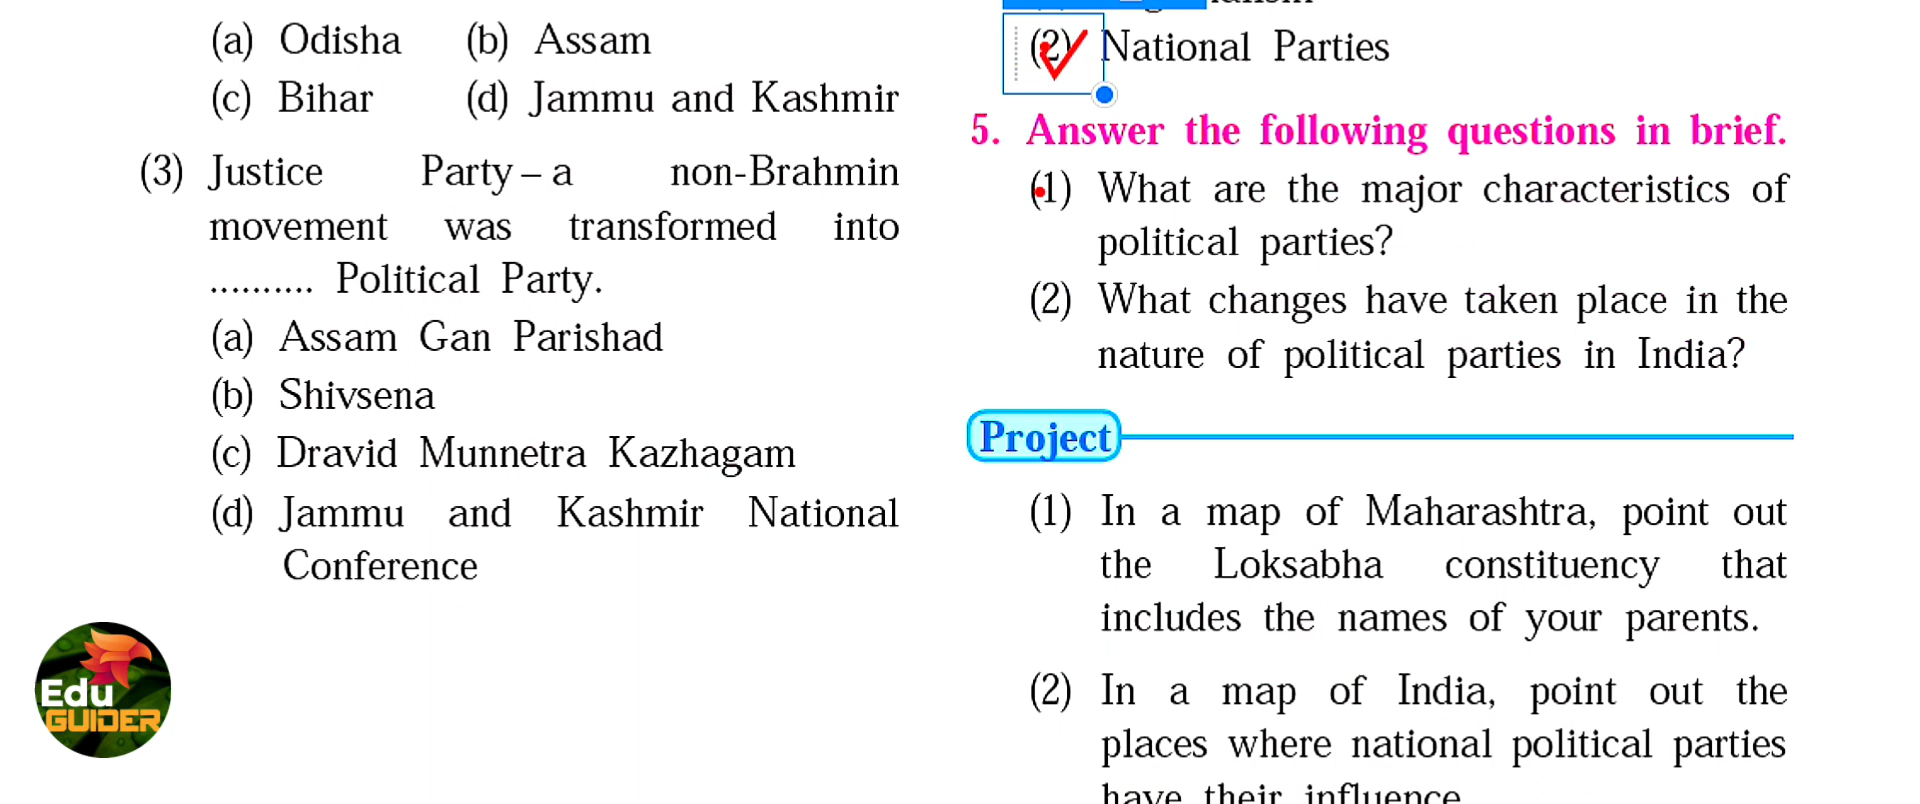 (a) Odisha (b) Assam
(c) Bihar (d) Jammu and Kashmir
(3) Justice Party – a non-Brahmin
movement was transformed into
.......... Political Party.
(a) Assam Gan Parishad
(b) Shivsena
(c) Dravid Munnetra Kazhagam
(d) Jammu and Kashmir National
Conference
Edu
GUIDER
(2) National Parties
5. Answer the following questions in brief.
(1) What are the major characteristics of
political parties?
(2) What changes have taken place in the
nature of political parties in India?
Project
(1) In a map of Maharashtra, point out
the Loksabha constituency that
includes the names of your parents.
(2) In a map of India, point out the
places where national political parties
have their influence.